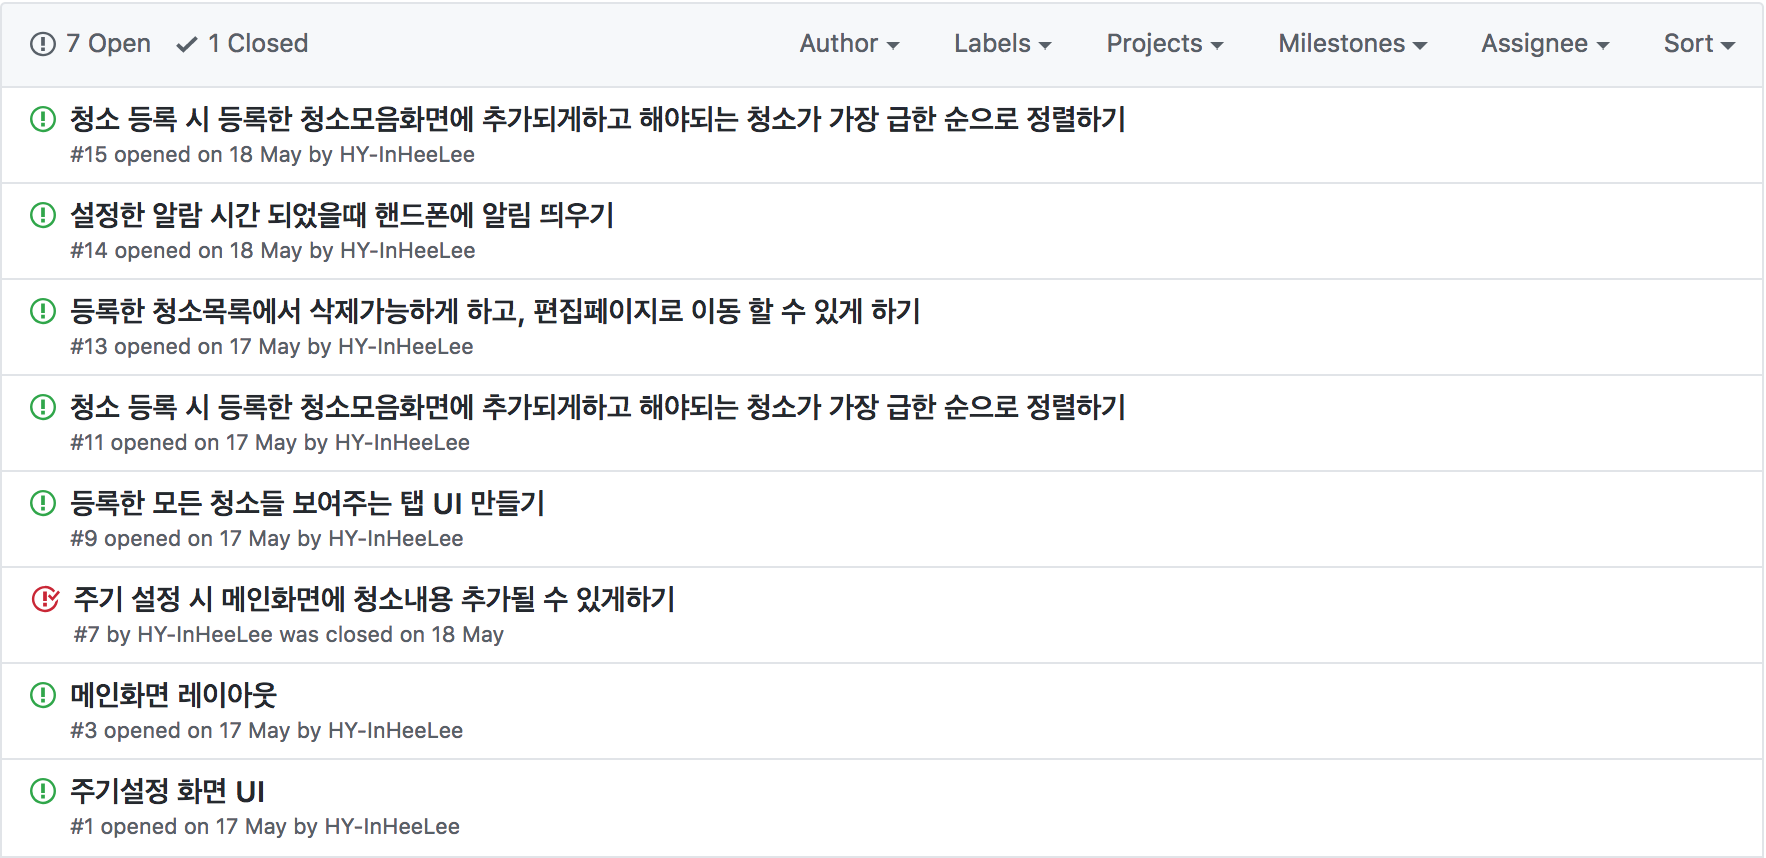 7 Open 1 Closed Author Labels Projects Milestones Assignee Sort
청소 등록 시 등록한 청소모음화면에 추가되게하고 해야되는 청소가 가장 급한 순으로 정렬하기
#15 opened on 18 May by HY-InHeeLee
설정한 알람 시간 되었을때 핸드폰에 알림 띄우기
#14 opened on 18 May by HY-InHeeLee
등록한 청소목록에서 삭제가능하게 하고, 편집페이지로 이동 할 수 있게 하기
#13 opened on 17 May by HY-InHeeLee
청소 등록 시 등록한 청소모음화면에 추가되게하고 해야되는 청소가 가장 급한 순으로 정렬하기
#11 opened on 17 May by HY-InHeeLee
등록한 모든 청소들 보여주는 탭 UI 만들기
#9 opened on 17 May by HY-InHeeLee
주기 설정 시 메인화면에 청소내용 추가될 수 있게하기
#7 by HY-InHeeLee was closed on 18 May
메인화면 레이아웃
#3 opened on 17 May by HY-InHeeLee
주기설정 화면 UI
#1 opened on 17 May by HY-InHeeLee